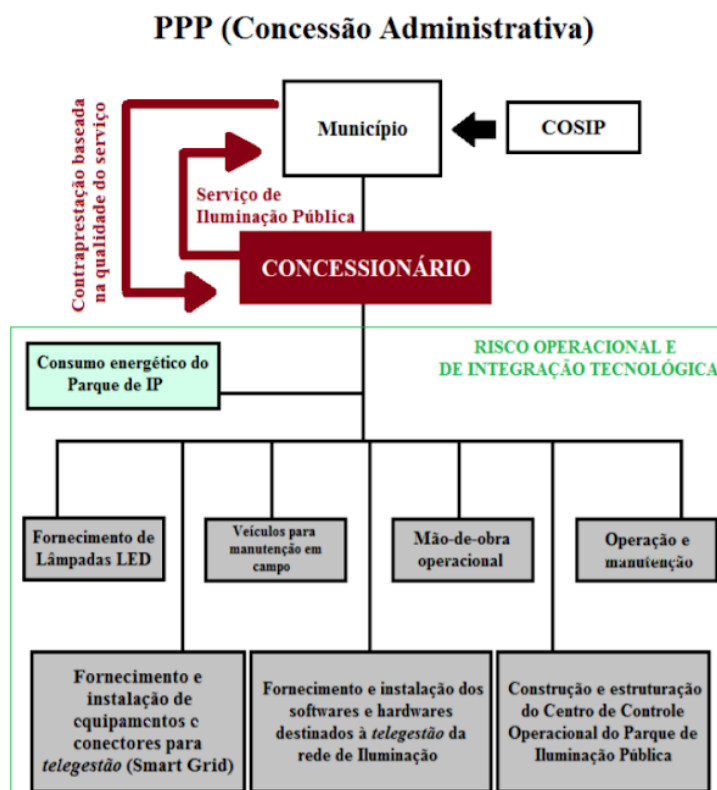 PPP (Concessão Administrativa)
Contraprestação baseada
na qualidade do serviço
Município
COSIP
Serviço de
Iluminação Pública
CONCESSIONÁRIO
RISCO OPERACIONAL E
DE INTEGRAÇÃO TECNOLÓGICA
Consumo energético do
Parque de IP
Fornecimento de
Lâmpadas LED
Veículos para
manutenção em
campo
Mão-de-obra
operacional
Operação e
manutenção
Fornecimento e
instalação de
equipamentos e
conectores para
telegestão (Smart Grid)
Fornecimento e instalação dos
softwares e hardwares
destinados à telegestão da
rede de Iluminação
Construção e estruturação
do Centro de Controle
Operacional do Parque de
Iluminação Pública